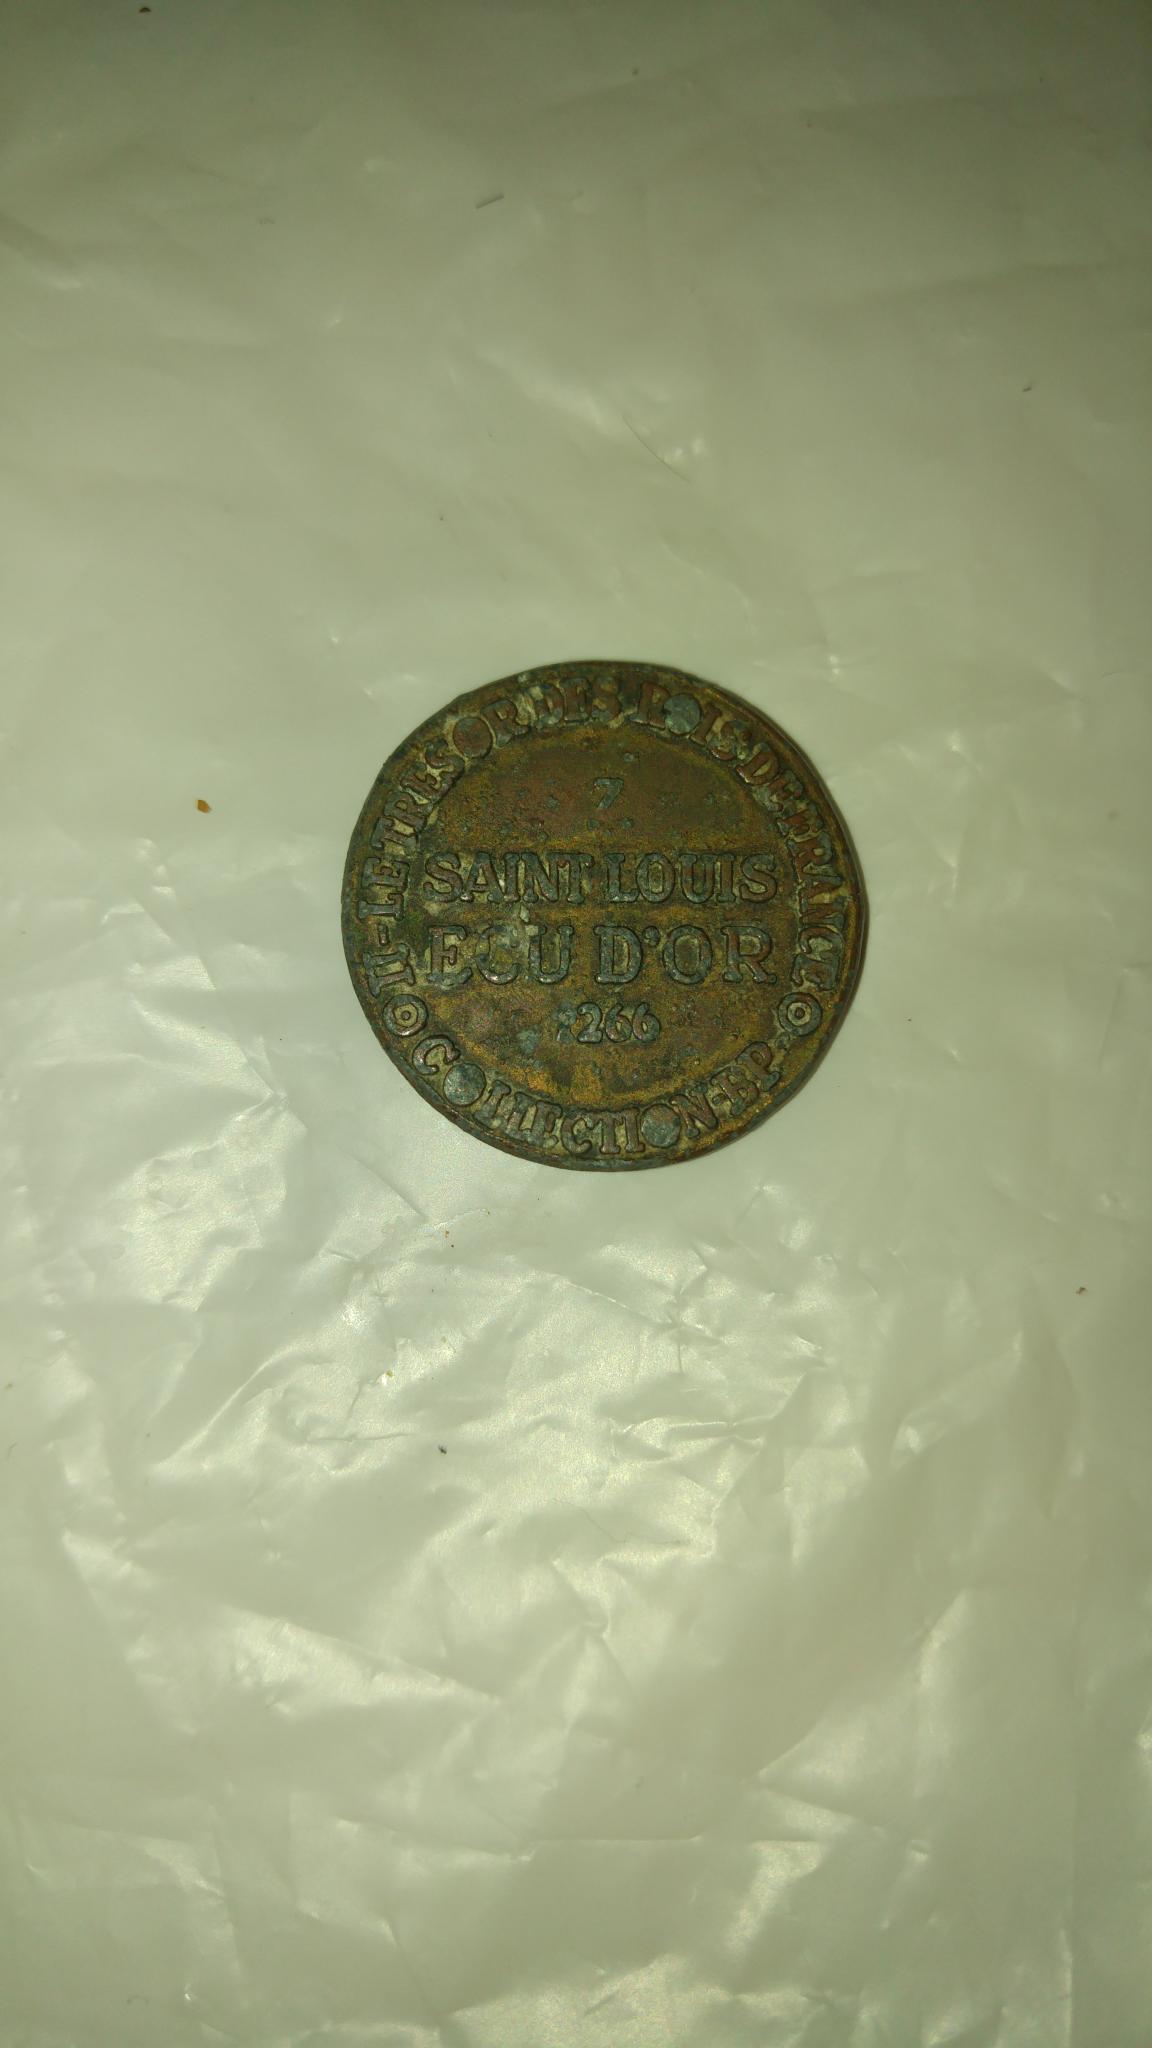 II-LE TRESOR DES ROIS DE FRANCE
7
SAINT LOUIS
ECU D'OR
1266
COLLECTION-BP